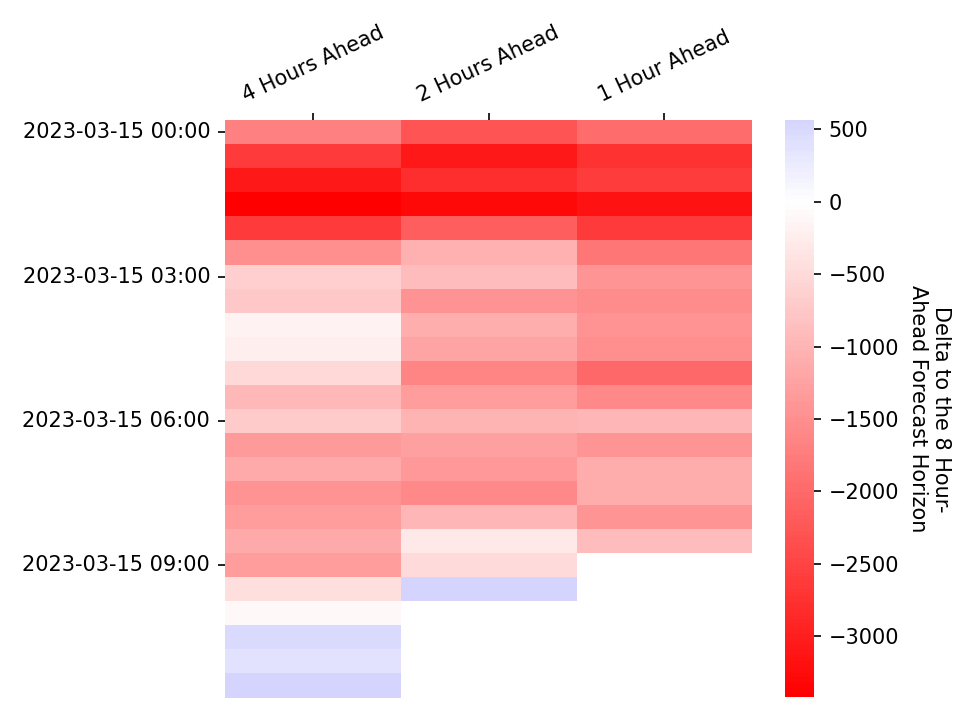 4 Hours Ahead
2 Hours Ahead
1 Hour Ahead
2023-03-15 00:00
2023-03-15 03:00
2023-03-15 06:00
2023-03-15 09:00
500
0
−500
−1000
−1500
−2000
−2500
−3000
Delta to the 8 Hour-
Ahead Forecast Horizon